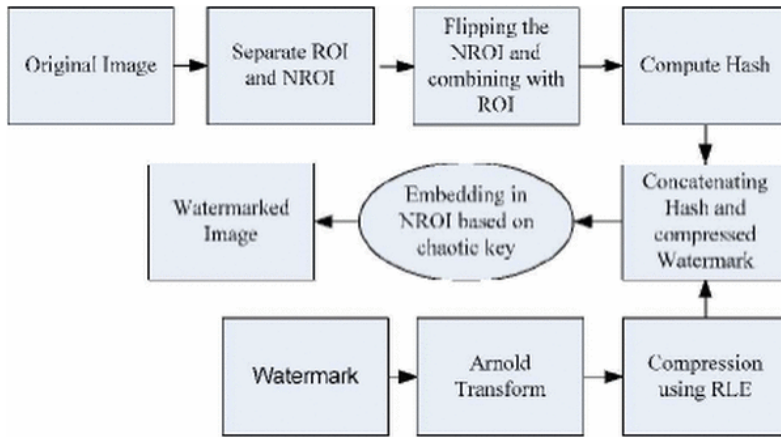 Original Image
Separate ROI
and NROI
Flipping the
NROI and
combining with
ROI
Compute Hash
Watermarked
Image
Embedding in
NROI based on
chaotic key
Concatenating
Hash and
compressed
Watermark
Watermark
Arnold
Transform
Compression
using RLE